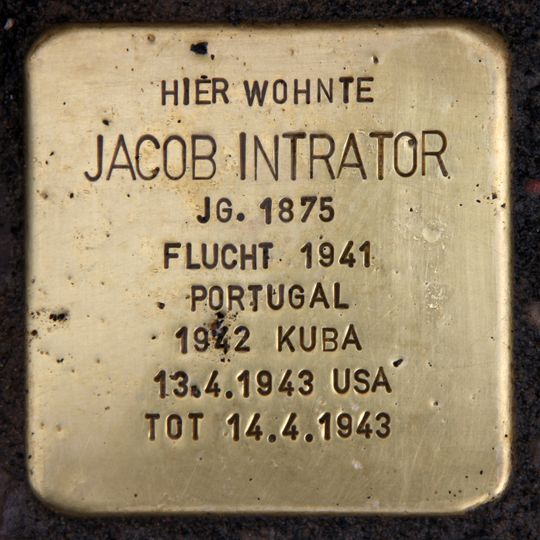 HIER WOHNTE
JACOB INTRATOR
JG. 1875
FLUCHT 1941
PORTUGAL
1942 KUBA
13.4.1943 USA
TOT 14.4.1943